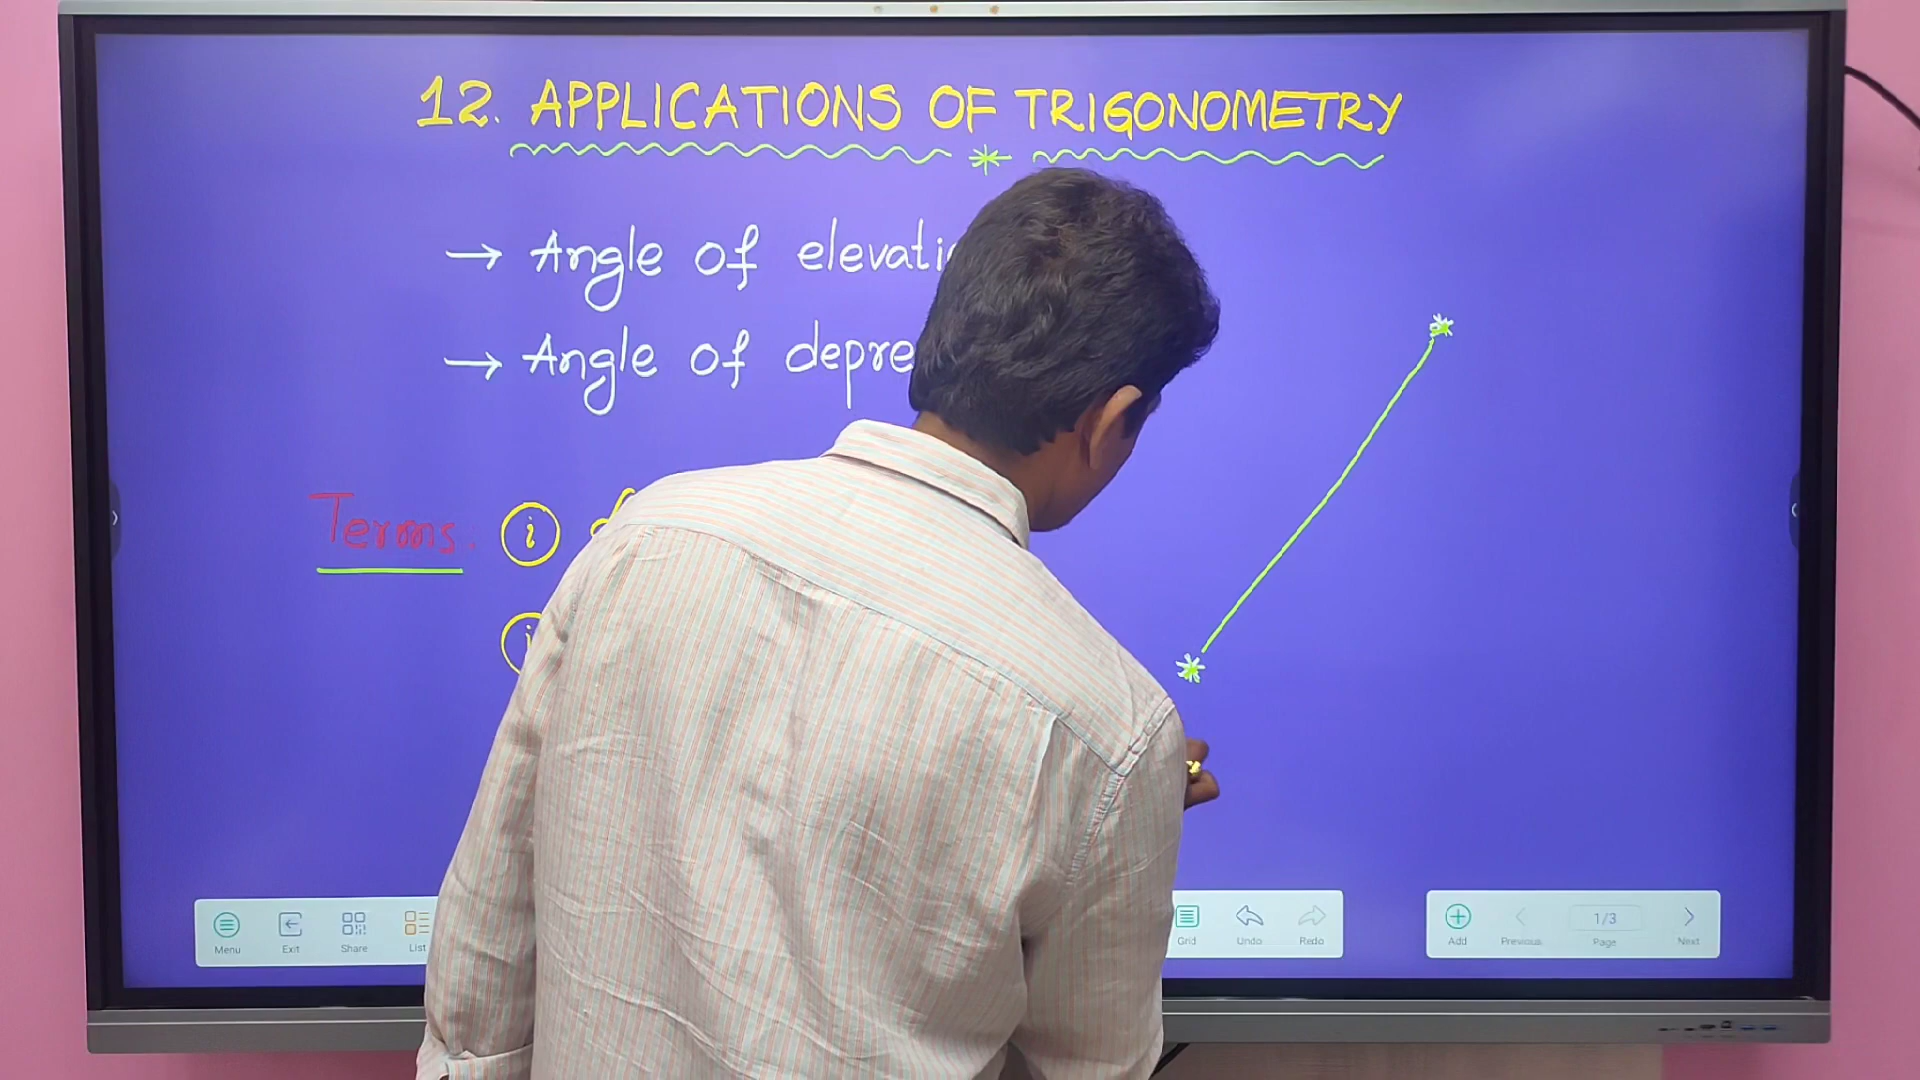 12. APPLICATIONS OF TRIGONOMETRY
→ Angle of elevati
→ Angle of depre
Terms: i
i
Menu Exit Share List Grid Undo Redo Add Previous 1/3 Page Next